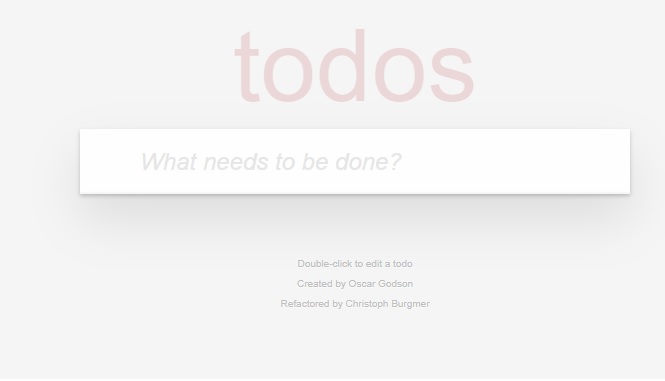 todos
What needs to be done?
Double-click to edit a todo
Created by Oscar Godson
Refactored by Christoph Burgmer